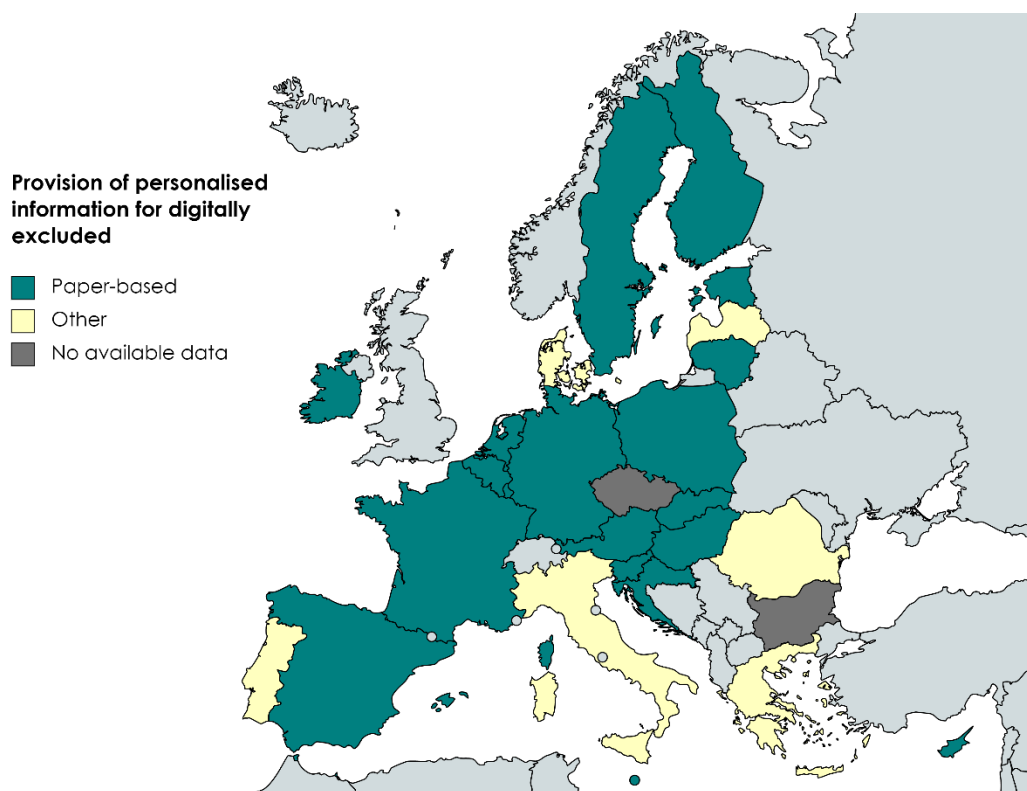 Provision of personalised
information for digitally
excluded
Paper-based
Other
No available data